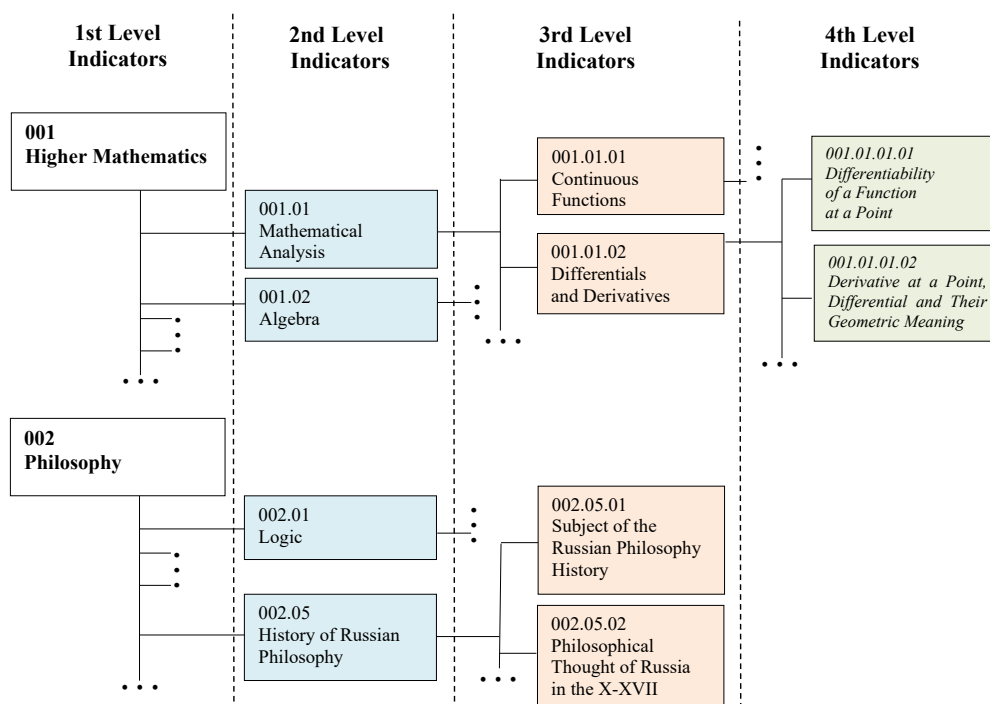 1st Level
Indicators
2nd Level
Indicators
3rd Level
Indicators
4th Level
Indicators
001
Higher Mathematics
001.01
Mathematical
Analysis
001.02
Algebra
001.01.01
Continuous
Functions
001.01.02
Differentials
and Derivatives
001.01.01.01
Differentiability
of a Function
at a Point
001.01.01.02
Derivative at a Point,
Differential and Their
Geometric Meaning
002
Philosophy
002.01
Logic
002.05
History of Russian
Philosophy
002.05.01
Subject of the
Russian Philosophy
History
002.05.02
Philosophical
Thought of Russia
in the X-XVII